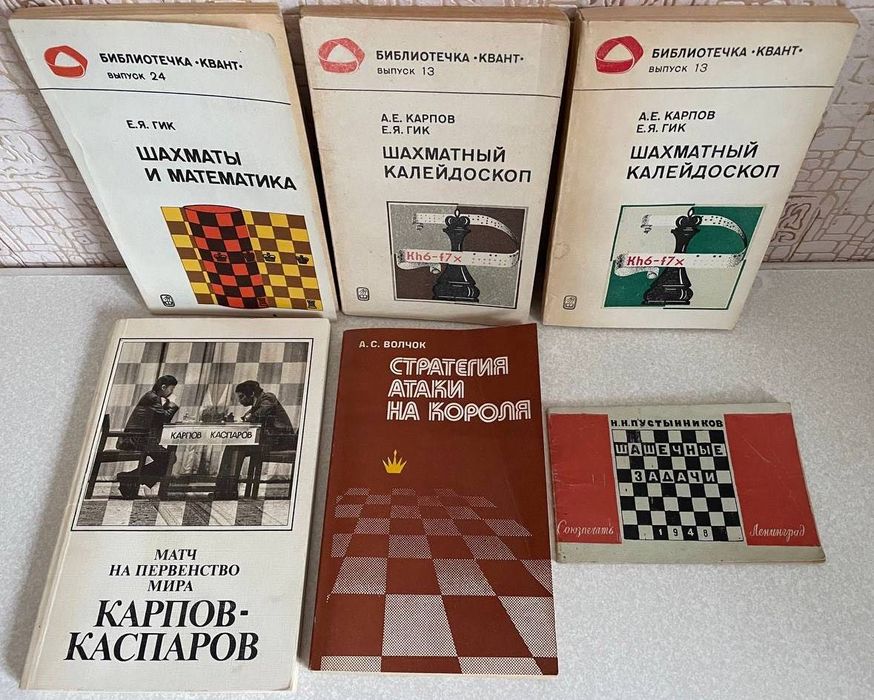 БИБЛИОТЕЧКА •КВАНТ•
ВЫПУСК 24
Е.Я. ГИК
ШАХМАТЫ
И МАТЕМАТИКА
БИБЛИОТЕЧКА •КВАНТ•
ВЫПУСК 13
А.Е. КАРПОВ
Е.Я. ГИК
ШАХМАТНЫЙ
КАЛЕЙДОСКОП
Kh6-f7×
БИБЛИОТЕЧКА •КВАНТ•
ВЫПУСК 13
А.Е. КАРПОВ
Е.Я. ГИК
ШАХМАТНЫЙ
КАЛЕЙДОСКОП
Kh6-f7×
КАРПОВ КАСПАРОВ
МАТЧ
НА ПЕРВЕНСТВО
МИРА
КАРПОВ-
КАСПАРОВ
А.С. ВОЛЧОК
СТРАТЕГИЯ
АТАКИ
НА КОРОЛЯ
Н.Н.ПУСТЫННИКОВ
ШАШЕЧНЫЕ
ЗАДАЧИ
1948
Союзпечать
Ленинград